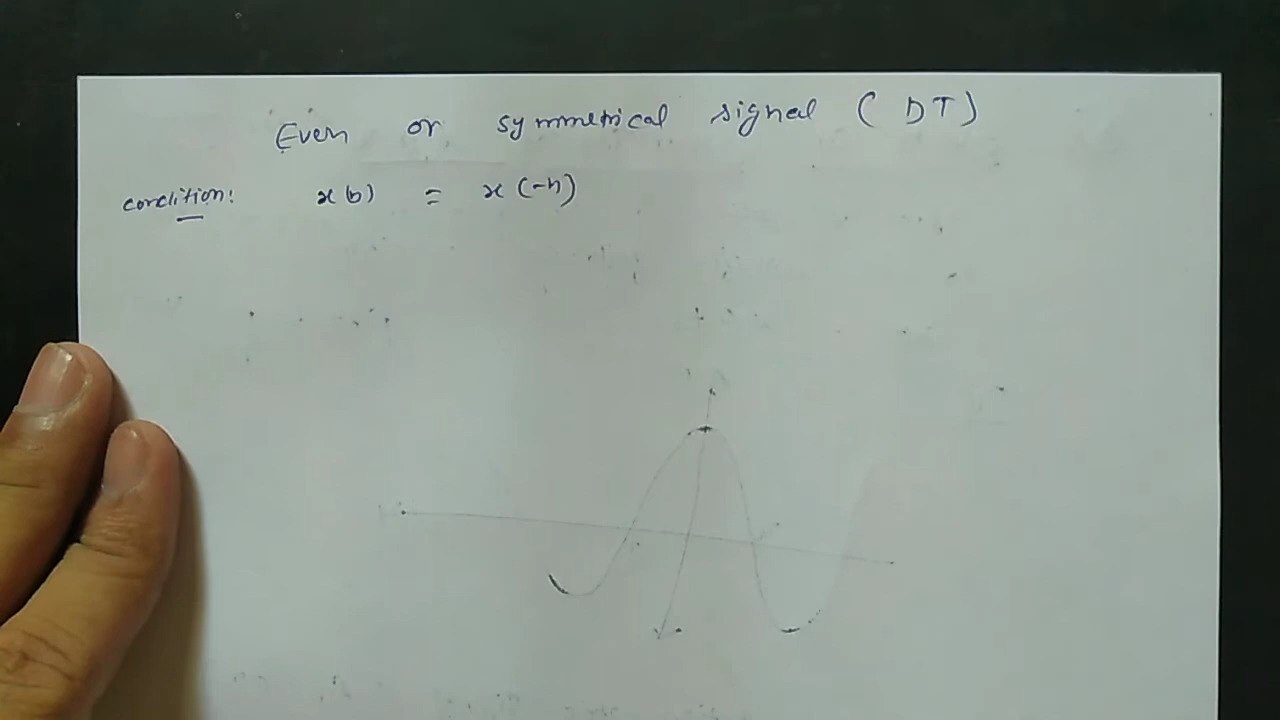 Even or symmetrical signal ( DT )
condition: x(n) = x(-n)